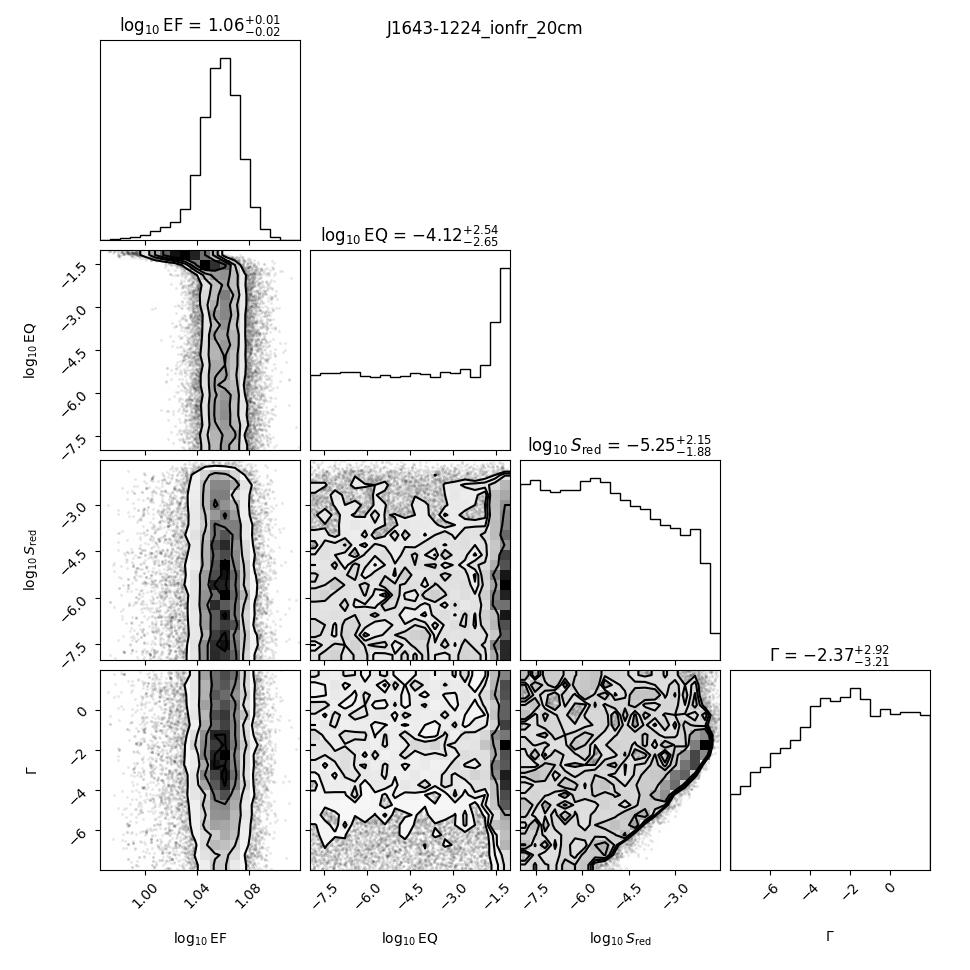 J1643-1224_ionfr_20cm
log₁₀ EF = 1.06 +0.01 −0.02
log₁₀ EQ = −4.12 +2.54 −2.65
−1.5
−3.0
−4.5
−6.0
−7.5
log₁₀ EQ
log₁₀ S_red = −5.25 +2.15 −1.88
−3.0
−4.5
−6.0
−7.5
log₁₀ S_red
Γ = −2.37 +2.92 −3.21
0
−2
−4
−6
Γ
1.00 1.04 1.08
−7.5 −6.0 −4.5 −3.0 −1.5
−7.5 −6.0 −4.5 −3.0
−6 −4 −2 0
log₁₀ EF
log₁₀ EQ
log₁₀ S_red
Γ